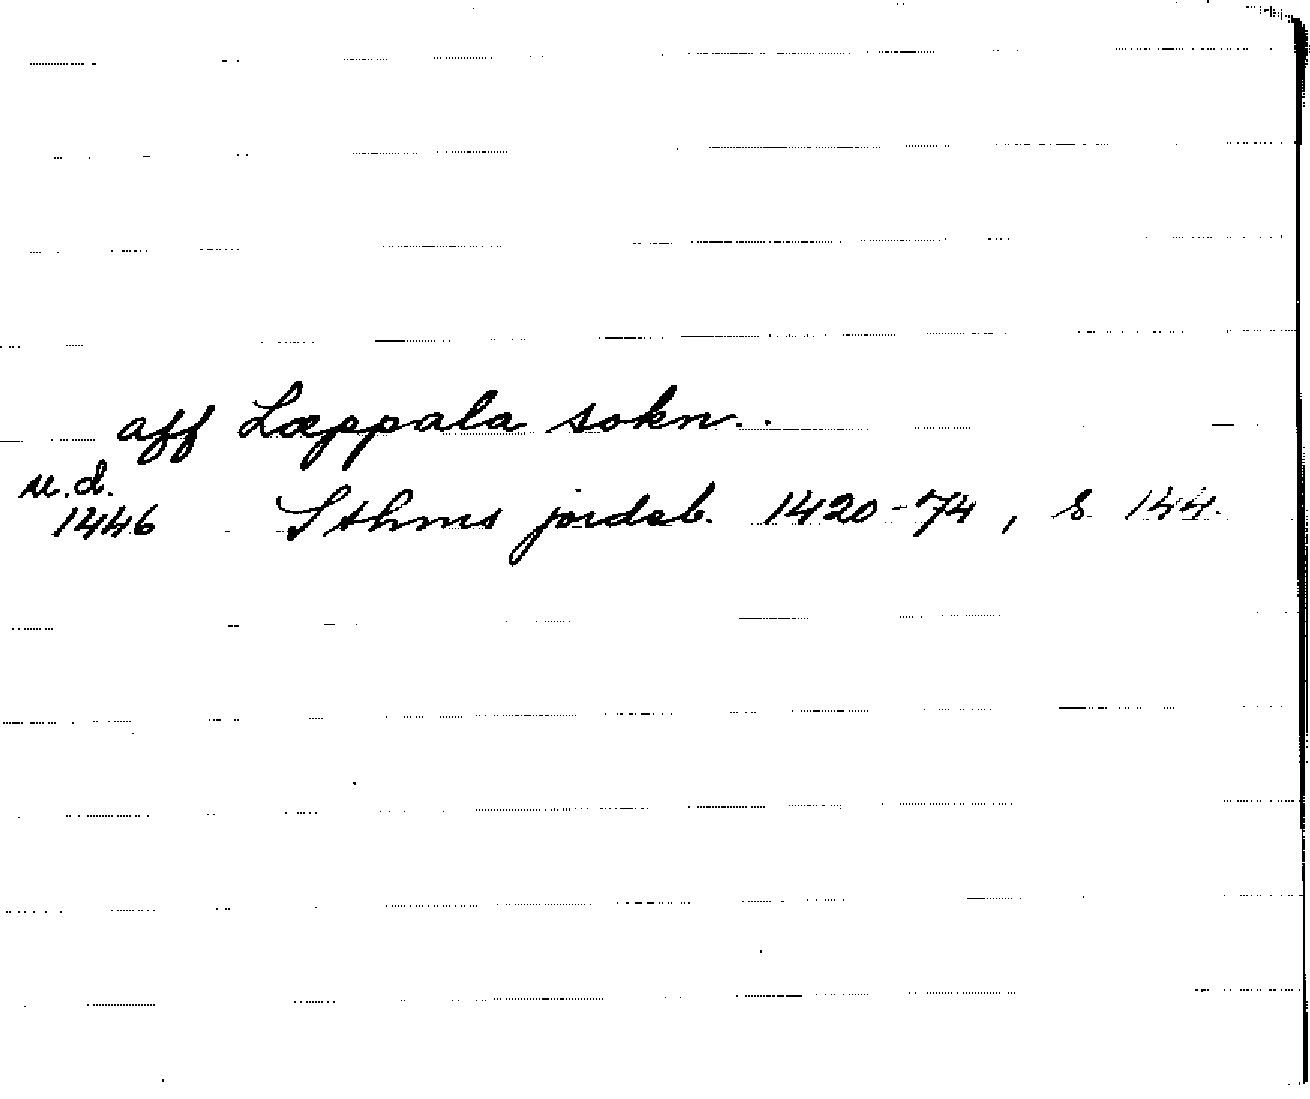 aff Læppala sokn.
u.d.
1446 Sthms jordeb. 1420-74, s 144.